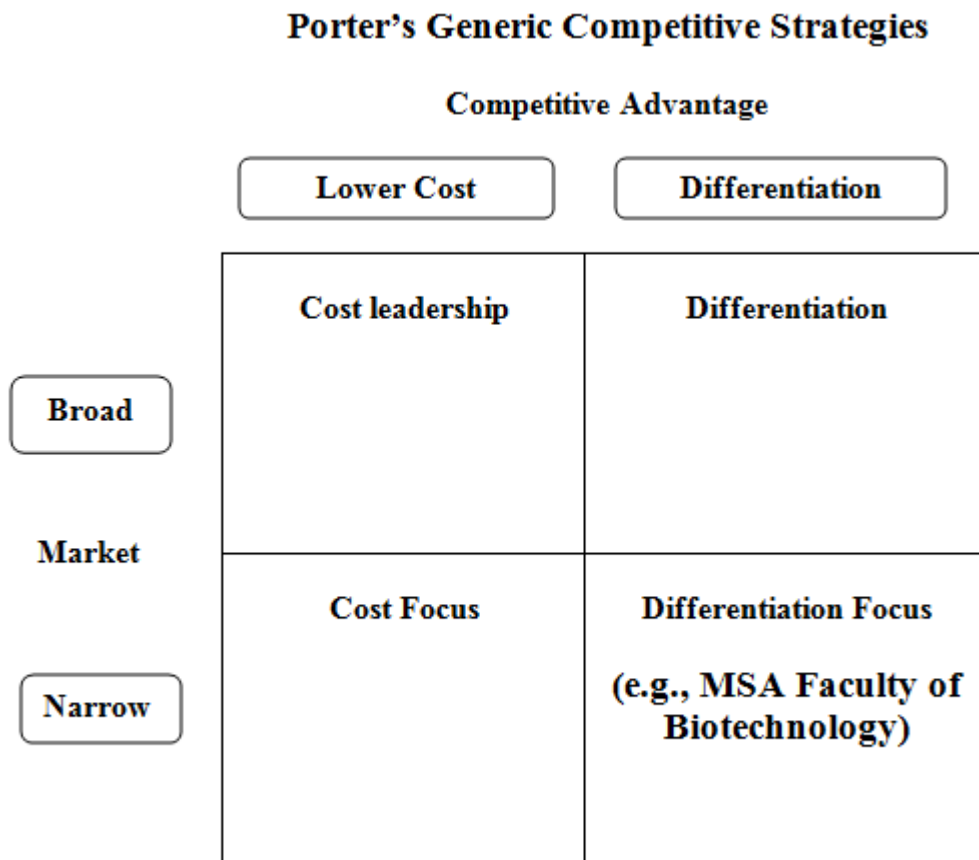 Porter’s Generic Competitive Strategies
Competitive Advantage
Lower Cost
Differentiation
Cost leadership
Differentiation
Broad
Market
Cost Focus
Differentiation Focus
(e.g., MSA Faculty of
Biotechnology)
Narrow